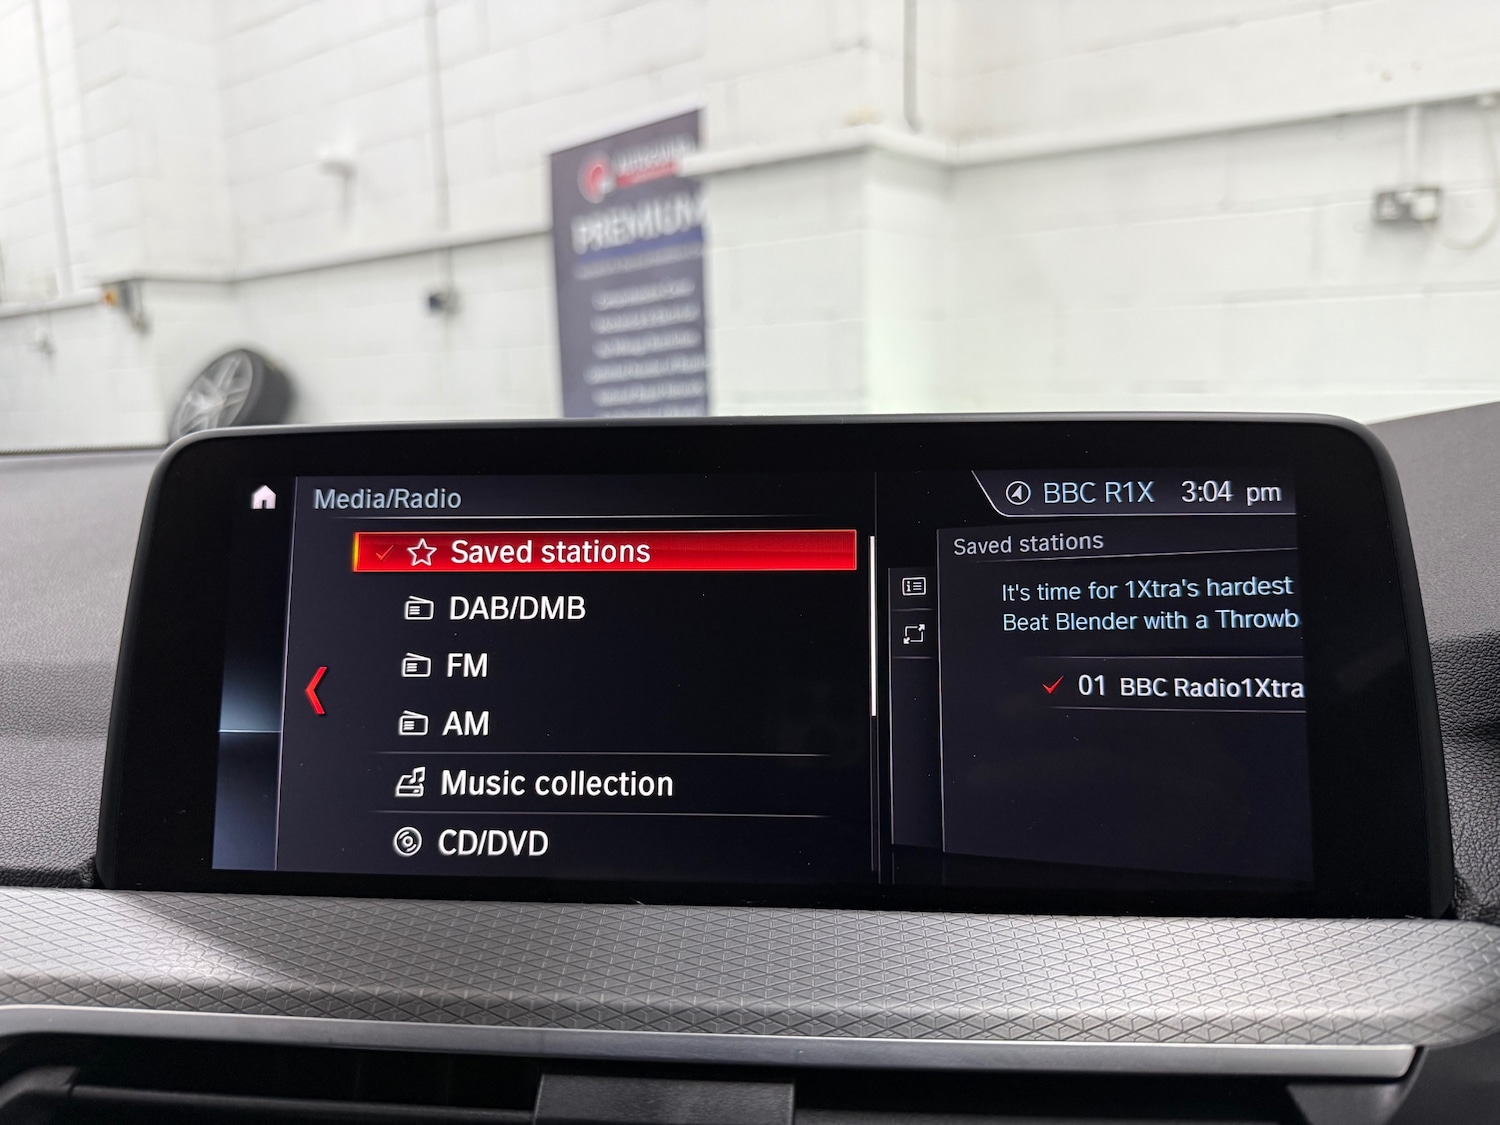 PREMIUM
Media/Radio
BBC R1X 3:04 pm
Saved stations
DAB/DMB
FM
AM
Music collection
CD/DVD
Saved stations
It's time for 1Xtra's hardest
Beat Blender with a Throwb
01 BBC Radio1Xtra